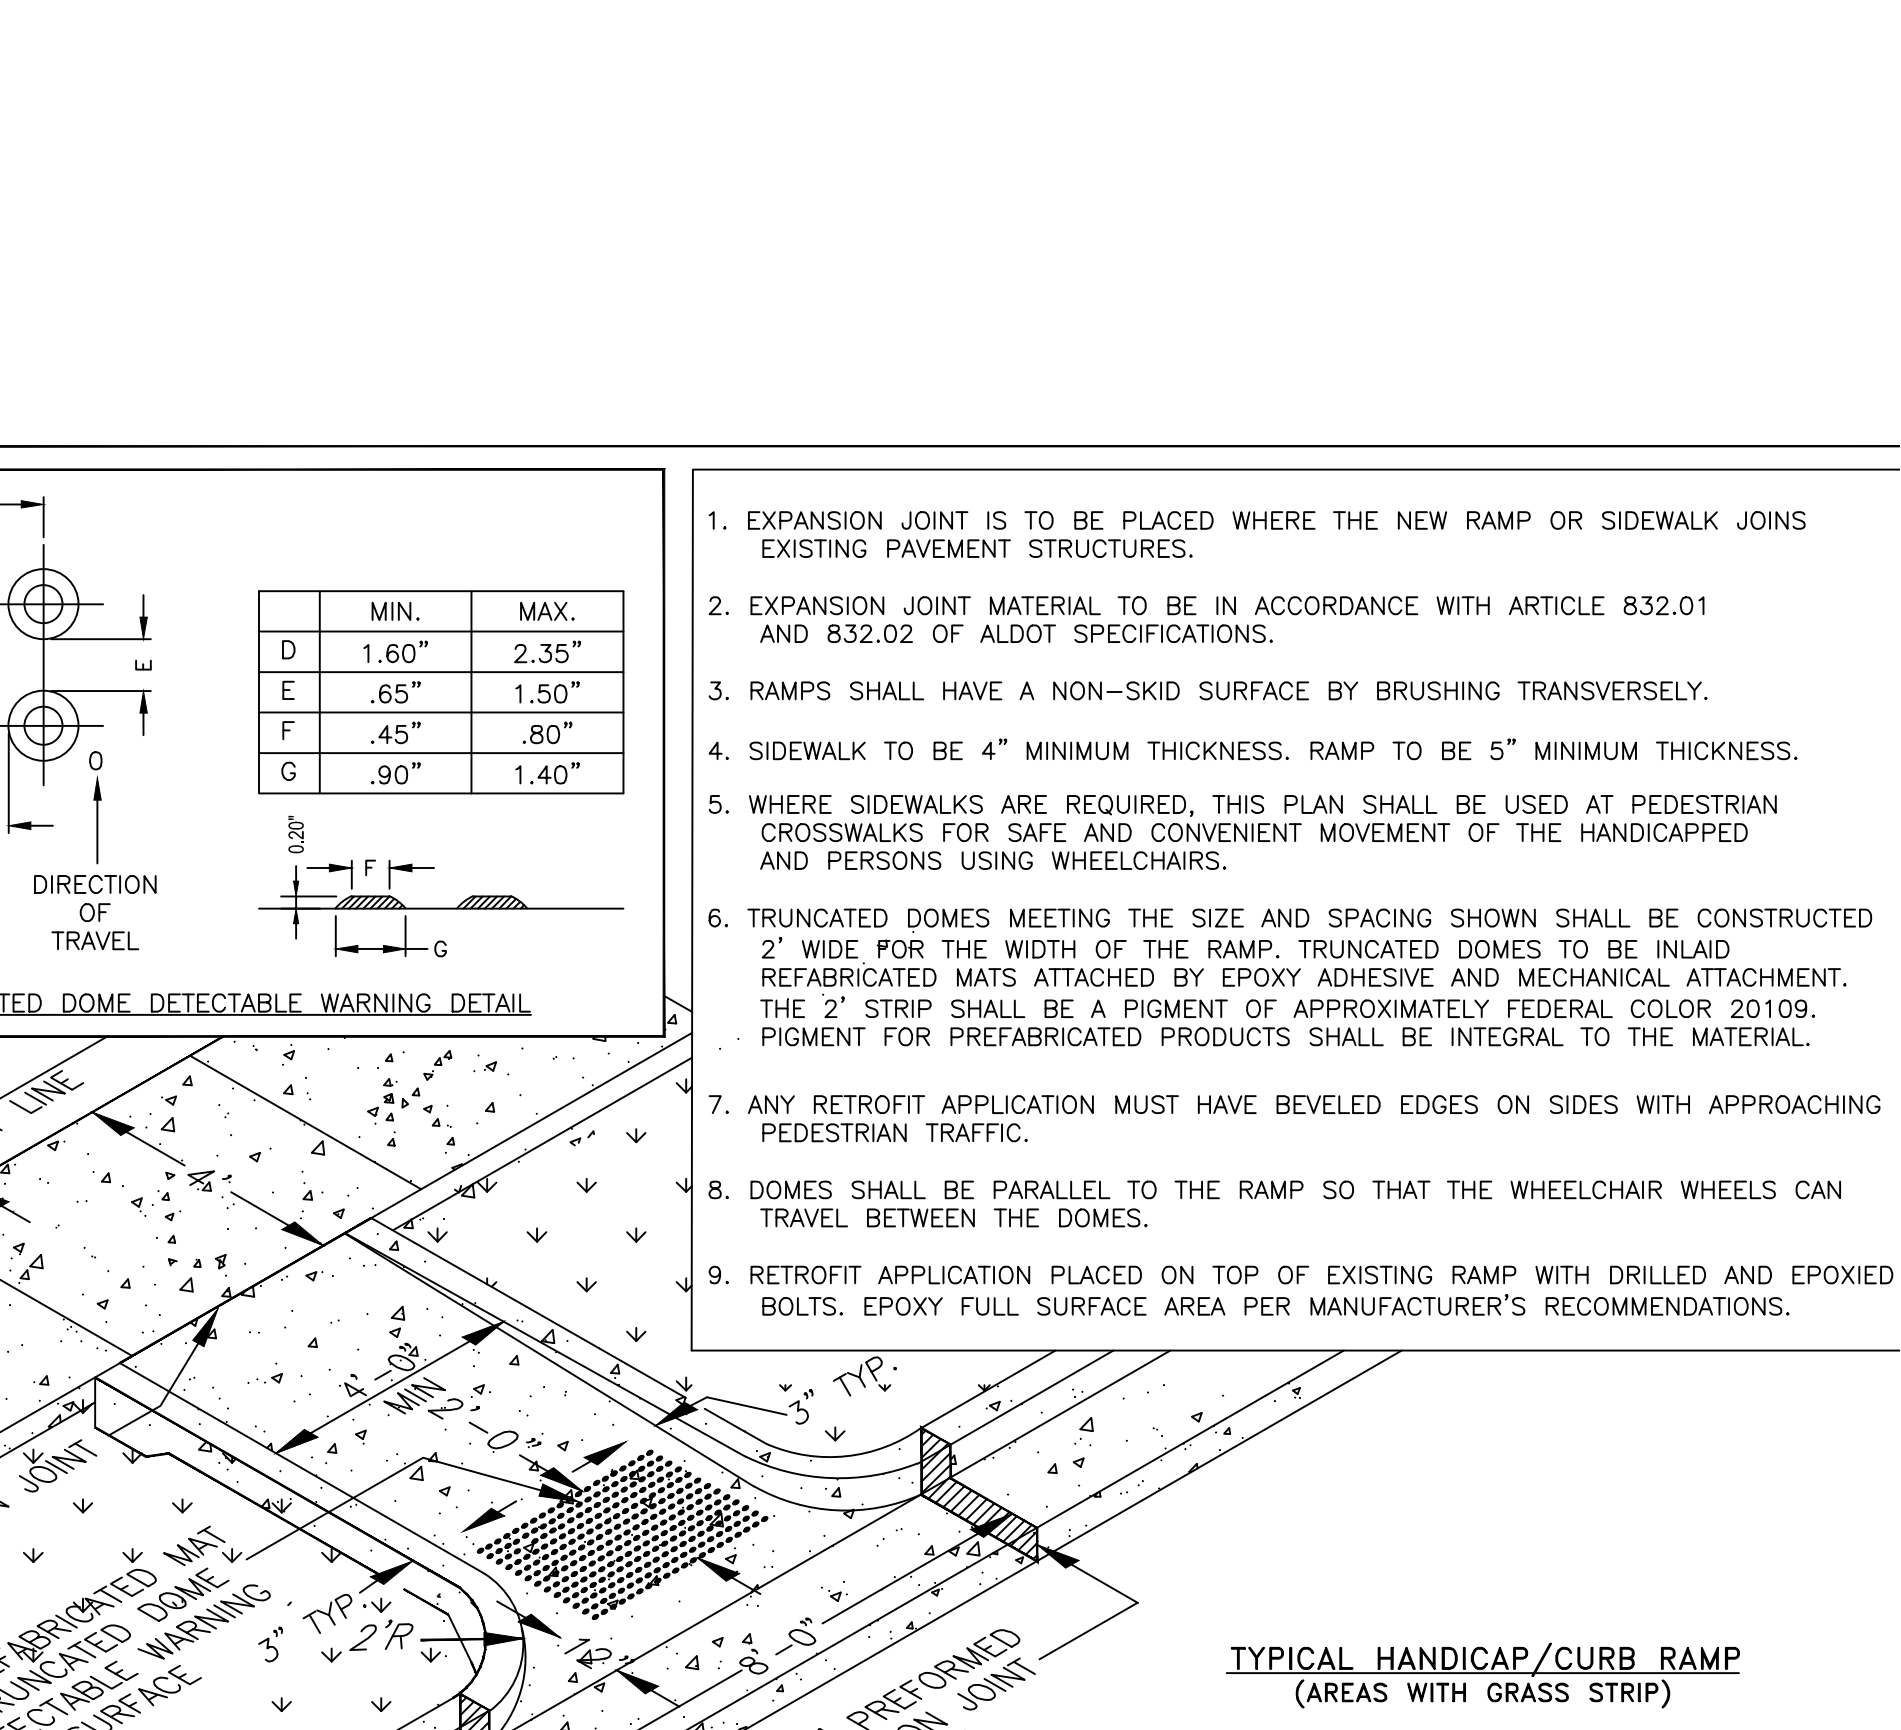 E
O
DIRECTION
OF
TRAVEL
MIN. MAX.
D 1.60" 2.35"
E .65" 1.50"
F .45" .80"
G .90" 1.40"
0.20"
F
G
TED DOME DETECTABLE WARNING DETAIL
1. EXPANSION JOINT IS TO BE PLACED WHERE THE NEW RAMP OR SIDEWALK JOINS
EXISTING PAVEMENT STRUCTURES.
2. EXPANSION JOINT MATERIAL TO BE IN ACCORDANCE WITH ARTICLE 832.01
AND 832.02 OF ALDOT SPECIFICATIONS.
3. RAMPS SHALL HAVE A NON-SKID SURFACE BY BRUSHING TRANSVERSELY.
4. SIDEWALK TO BE 4" MINIMUM THICKNESS. RAMP TO BE 5" MINIMUM THICKNESS.
5. WHERE SIDEWALKS ARE REQUIRED, THIS PLAN SHALL BE USED AT PEDESTRIAN
CROSSWALKS FOR SAFE AND CONVENIENT MOVEMENT OF THE HANDICAPPED
AND PERSONS USING WHEELCHAIRS.
6. TRUNCATED DOMES MEETING THE SIZE AND SPACING SHOWN SHALL BE CONSTRUCTED
2' WIDE FOR THE WIDTH OF THE RAMP. TRUNCATED DOMES TO BE INLAID
REFABRICATED MATS ATTACHED BY EPOXY ADHESIVE AND MECHANICAL ATTACHMENT.
THE 2' STRIP SHALL BE A PIGMENT OF APPROXIMATELY FEDERAL COLOR 20109.
PIGMENT FOR PREFABRICATED PRODUCTS SHALL BE INTEGRAL TO THE MATERIAL.
7. ANY RETROFIT APPLICATION MUST HAVE BEVELED EDGES ON SIDES WITH APPROACHING
PEDESTRIAN TRAFFIC.
8. DOMES SHALL BE PARALLEL TO THE RAMP SO THAT THE WHEELCHAIR WHEELS CAN
TRAVEL BETWEEN THE DOMES.
9. RETROFIT APPLICATION PLACED ON TOP OF EXISTING RAMP WITH DRILLED AND EPOXIED
BOLTS. EPOXY FULL SURFACE AREA PER MANUFACTURER'S RECOMMENDATIONS.
LINE
4'
4'-0"
MIN
2'-0"
3" TYP.
JOINT
FABRICATED MAT
RUNCATED DOME
ECTABLE WARNING
SURFACE
3" TYP.
2'R
12"
8'-0"
PREFORMED
ON JOINT
TYPICAL HANDICAP/CURB RAMP
(AREAS WITH GRASS STRIP)